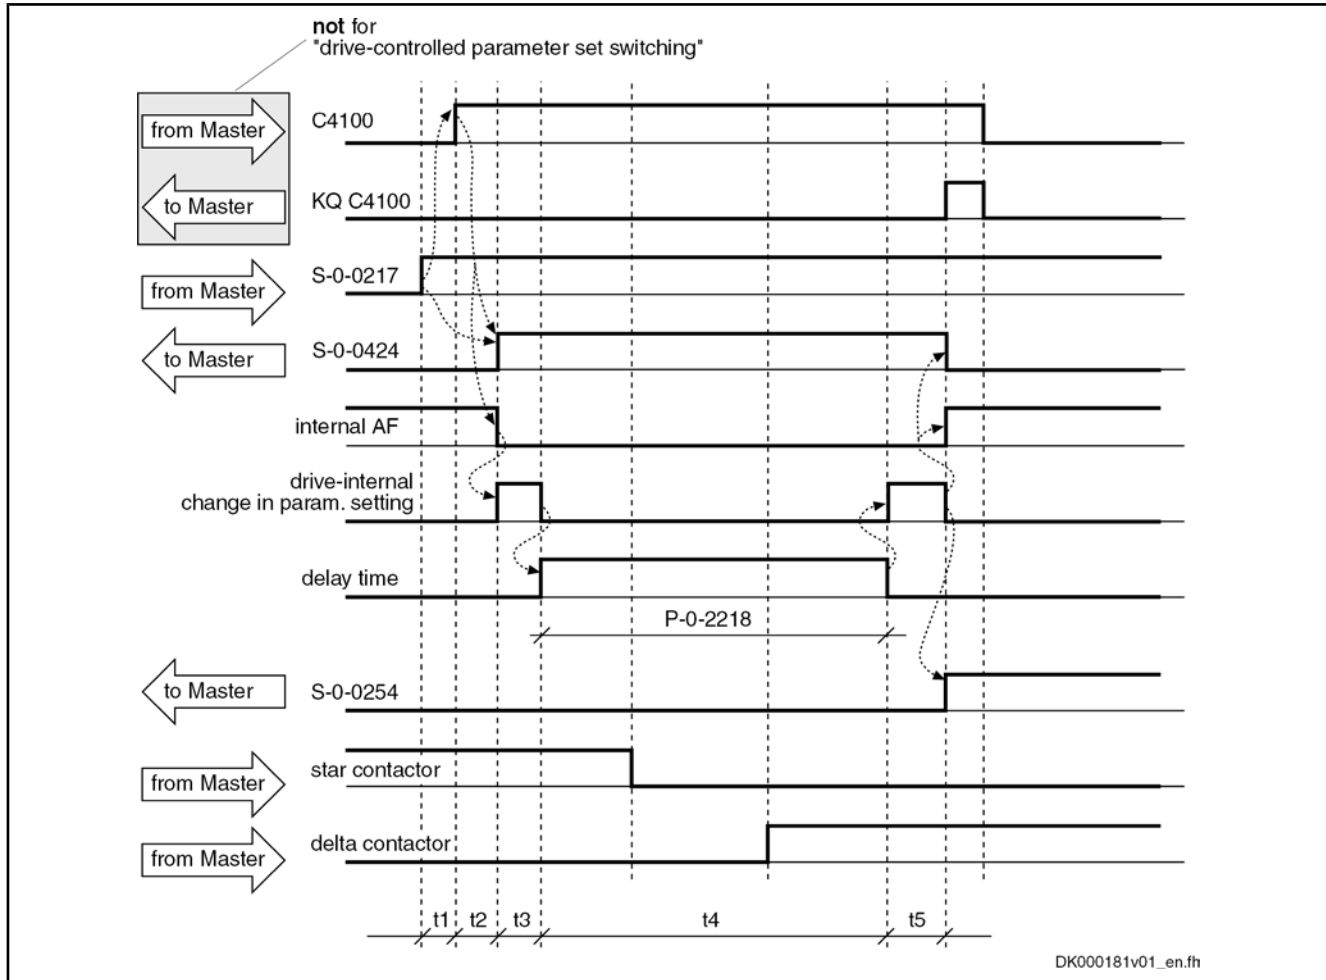 not for
"drive-controlled parameter set switching"
from Master
C4100
to Master
KQ C4100
from Master
S-0-0217
to Master
S-0-0424
internal AF
drive-internal
change in param. setting
delay time
P-0-2218
to Master
S-0-0254
from Master
star contactor
from Master
delta contactor
t1 t2 t3 t4 t5
DK000181v01_en.fh